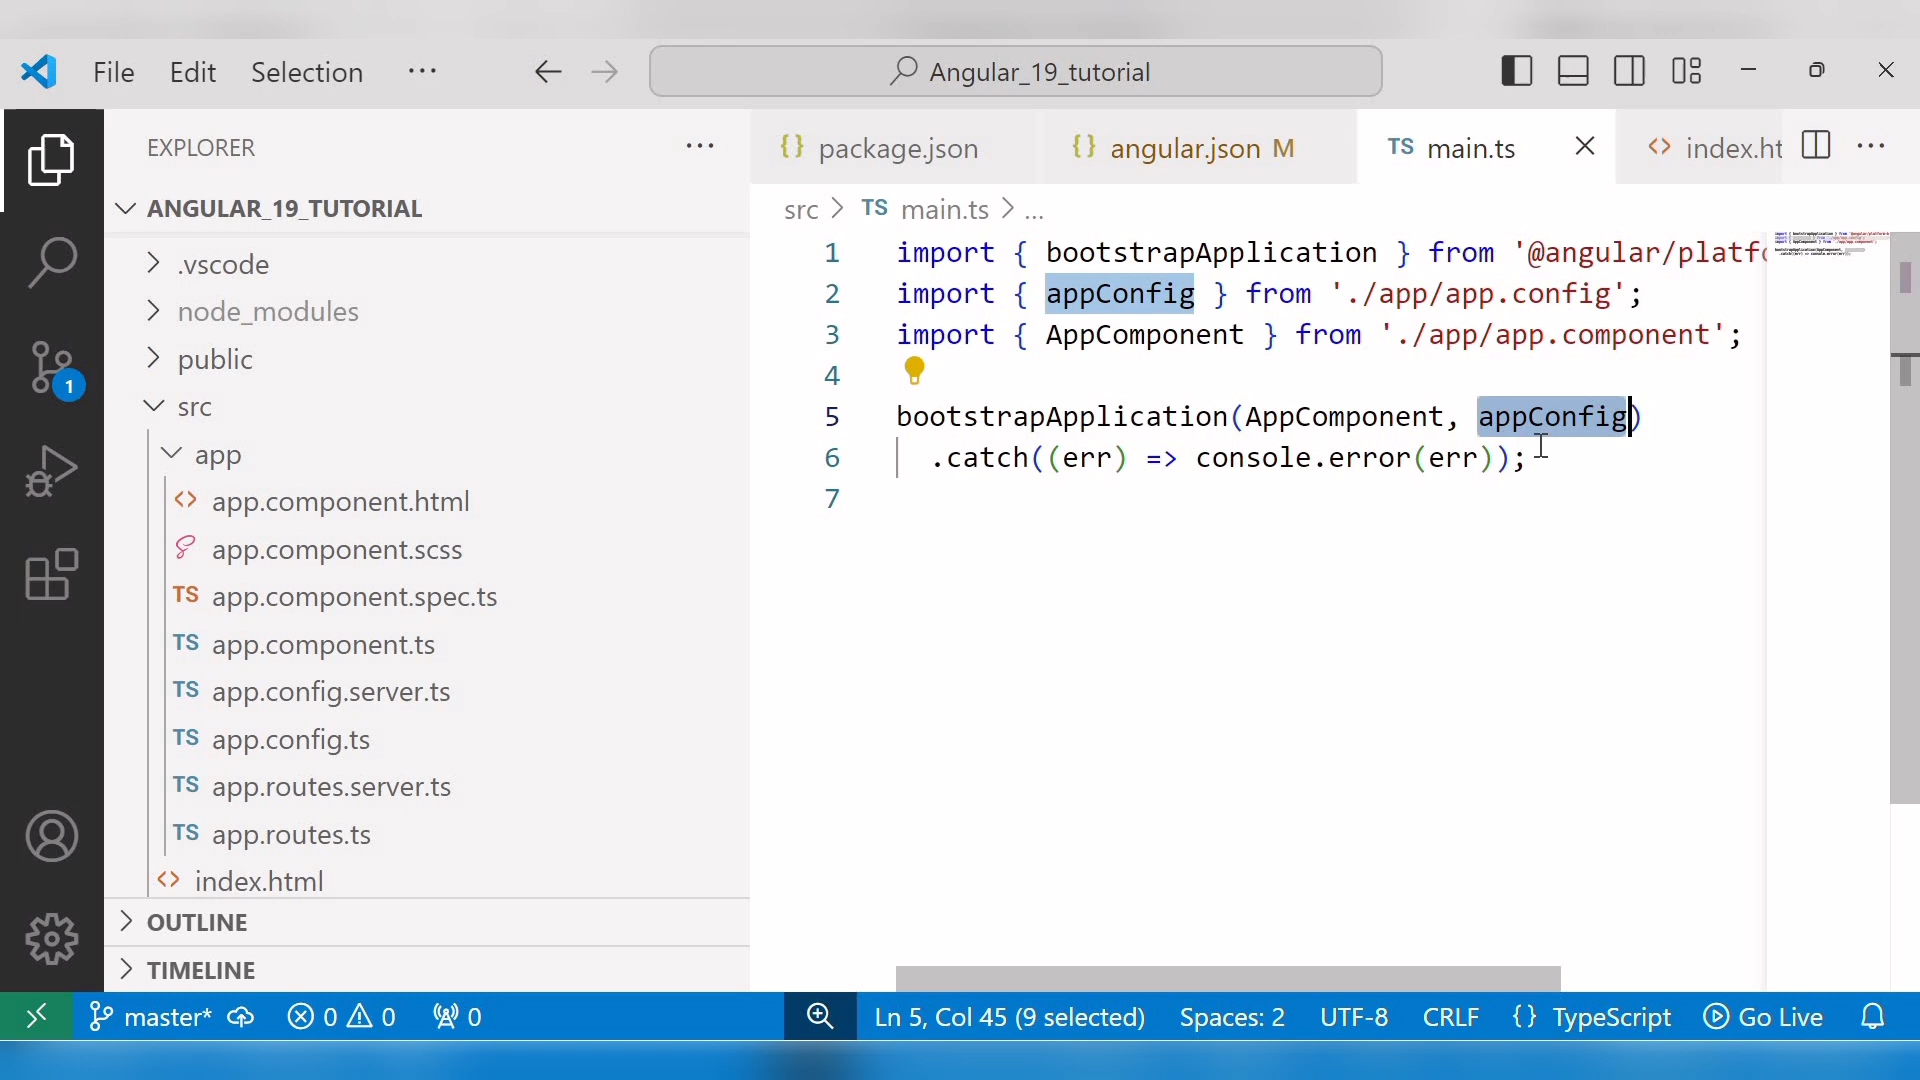 File Edit Selection ··· Angular_19_tutorial
EXPLORER ···
{} package.json {} angular.json M TS main.ts <> index.ht ···
ANGULAR_19_TUTORIAL
src > TS main.ts > ...
.vscode
node_modules
public
src
app
<> app.component.html
app.component.scss
TS app.component.spec.ts
TS app.component.ts
TS app.config.server.ts
TS app.config.ts
TS app.routes.server.ts
TS app.routes.ts
<> index.html
OUTLINE
TIMELINE
1 import { bootstrapApplication } from '@angular/platf
2 import { appConfig } from './app/app.config';
3 import { AppComponent } from './app/app.component';
4
5 bootstrapApplication(AppComponent, appConfig)
6 .catch((err) => console.error(err));
7
1
master* 0 0 0 Ln 5, Col 45 (9 selected) Spaces: 2 UTF-8 CRLF {} TypeScript Go Live